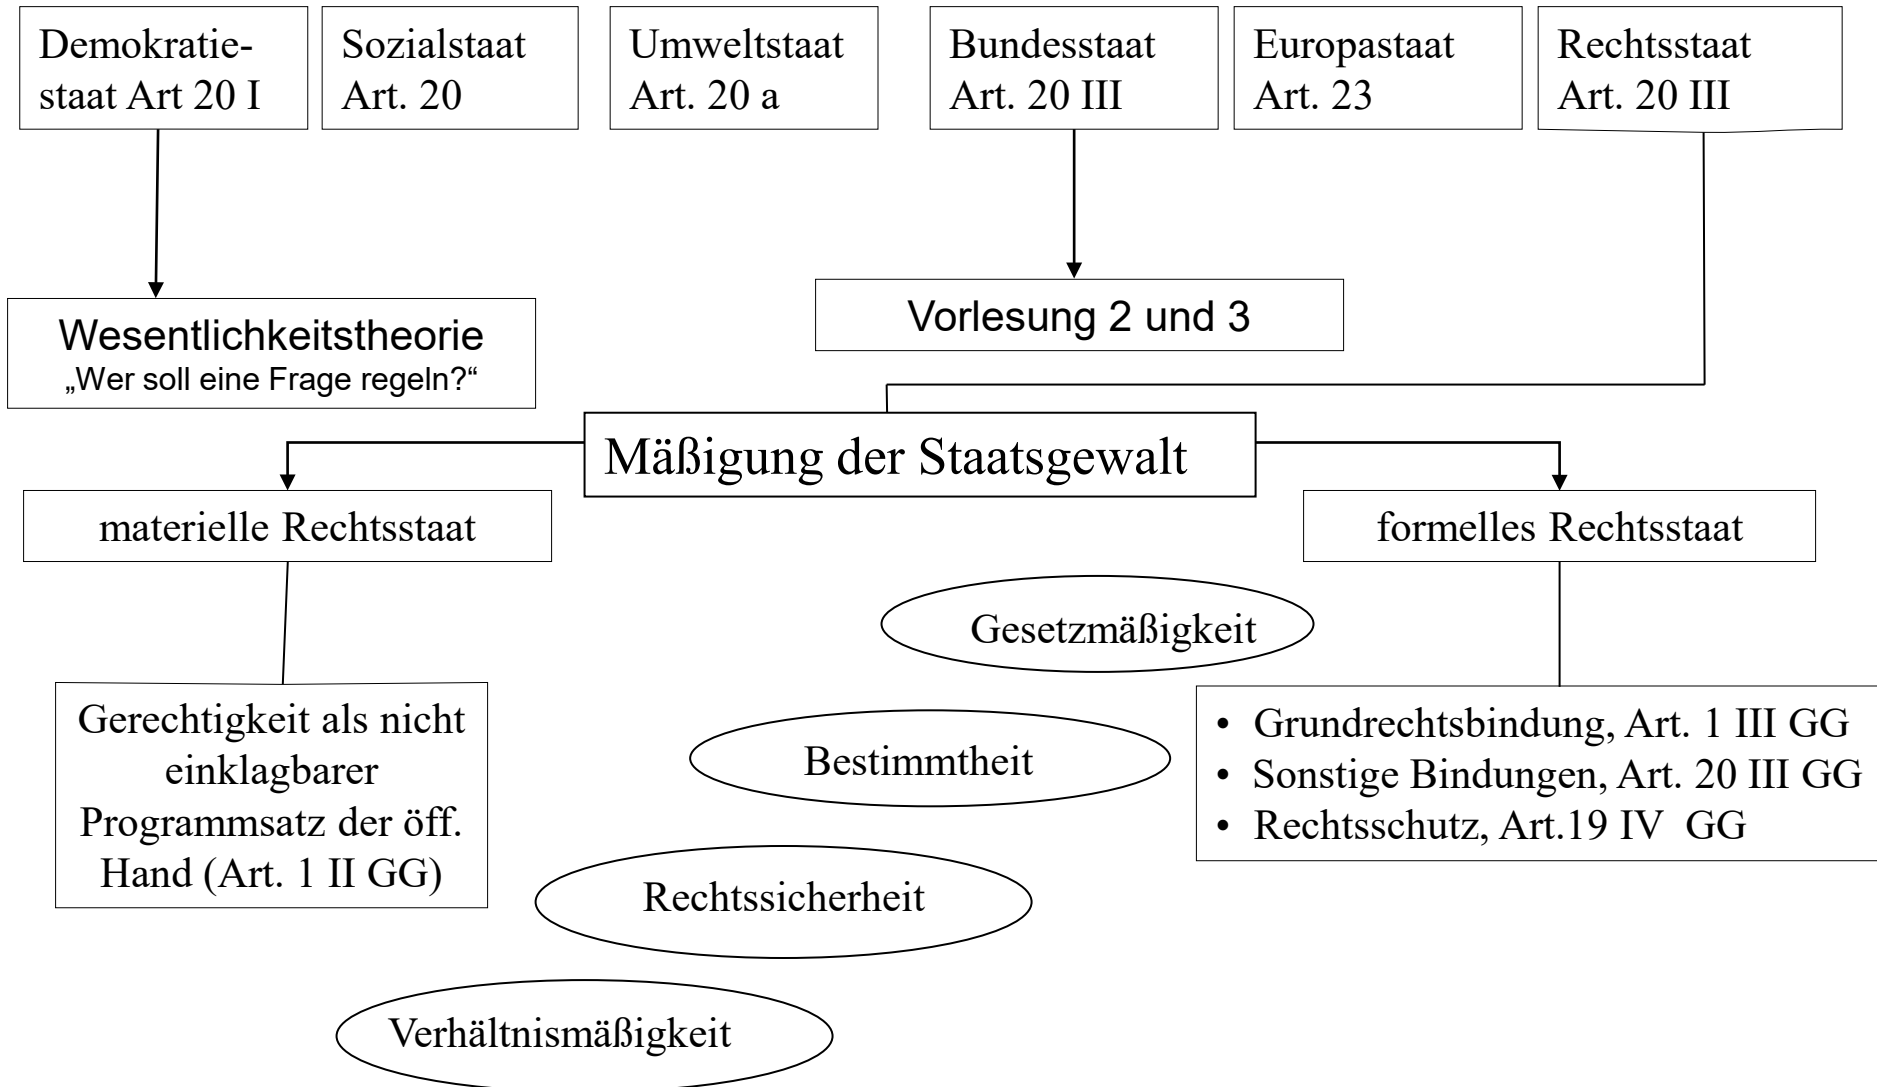 Demokratie-
staat Art 20 I
Sozialstaat
Art. 20
Umweltstaat
Art. 20 a
Bundesstaat
Art. 20 III
Europastaat
Art. 23
Rechtsstaat
Art. 20 III
Wesentlichkeitstheorie
„Wer soll eine Frage regeln?“
Vorlesung 2 und 3
Mäßigung der Staatsgewalt
materielle Rechtsstaat
formelles Rechtsstaat
Gesetzmäßigkeit
Bestimmtheit
Rechtssicherheit
Verhältnismäßigkeit
Gerechtigkeit als nicht
einklagbarer
Programmsatz der öff.
Hand (Art. 1 II GG)
• Grundrechtsbindung, Art. 1 III GG
• Sonstige Bindungen, Art. 20 III GG
• Rechtsschutz, Art.19 IV  GG